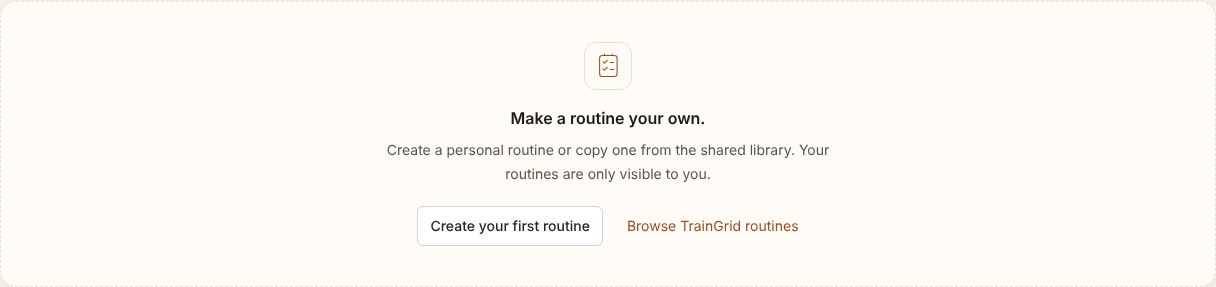 Make a routine your own.
Create a personal routine or copy one from the shared library. Your
routines are only visible to you.
Create your first routine
Browse TrainGrid routines